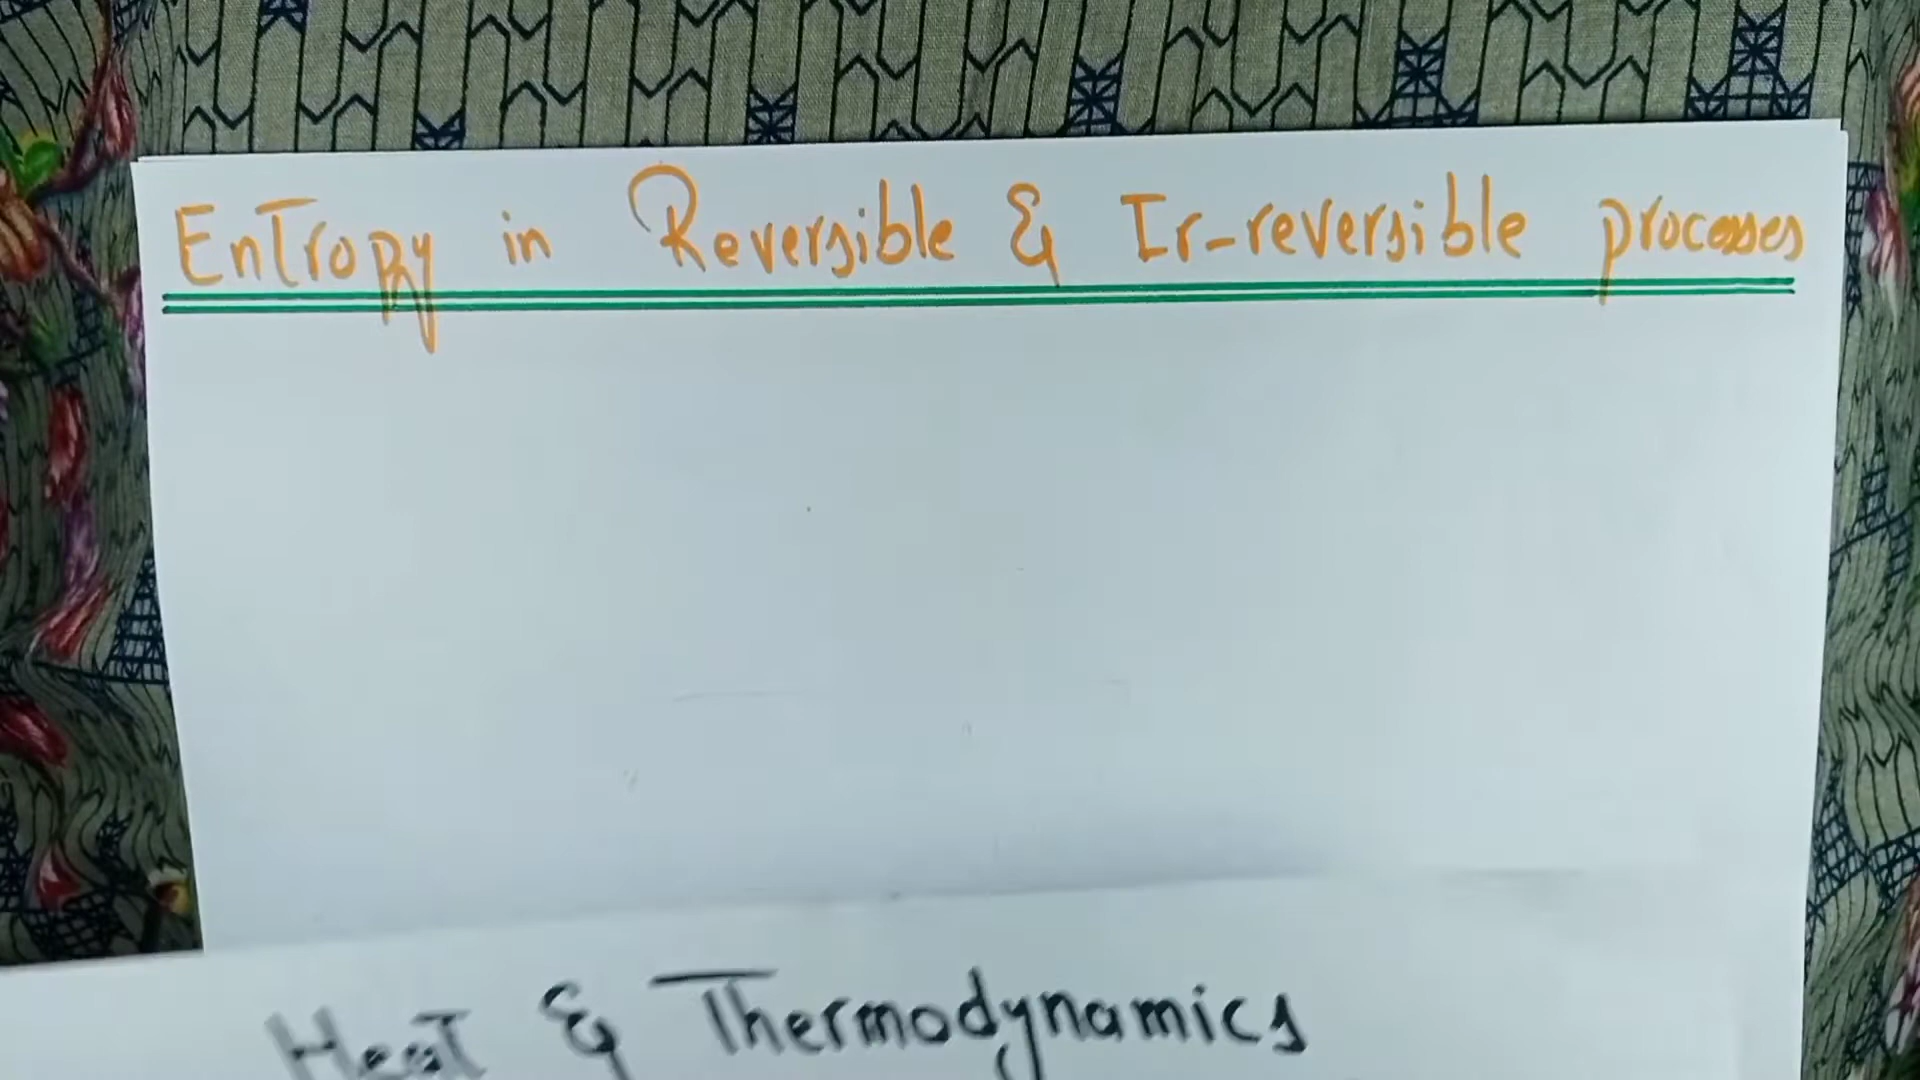 Entropy in Reversible & Ir-reversible processes
Heat & Thermodynamics